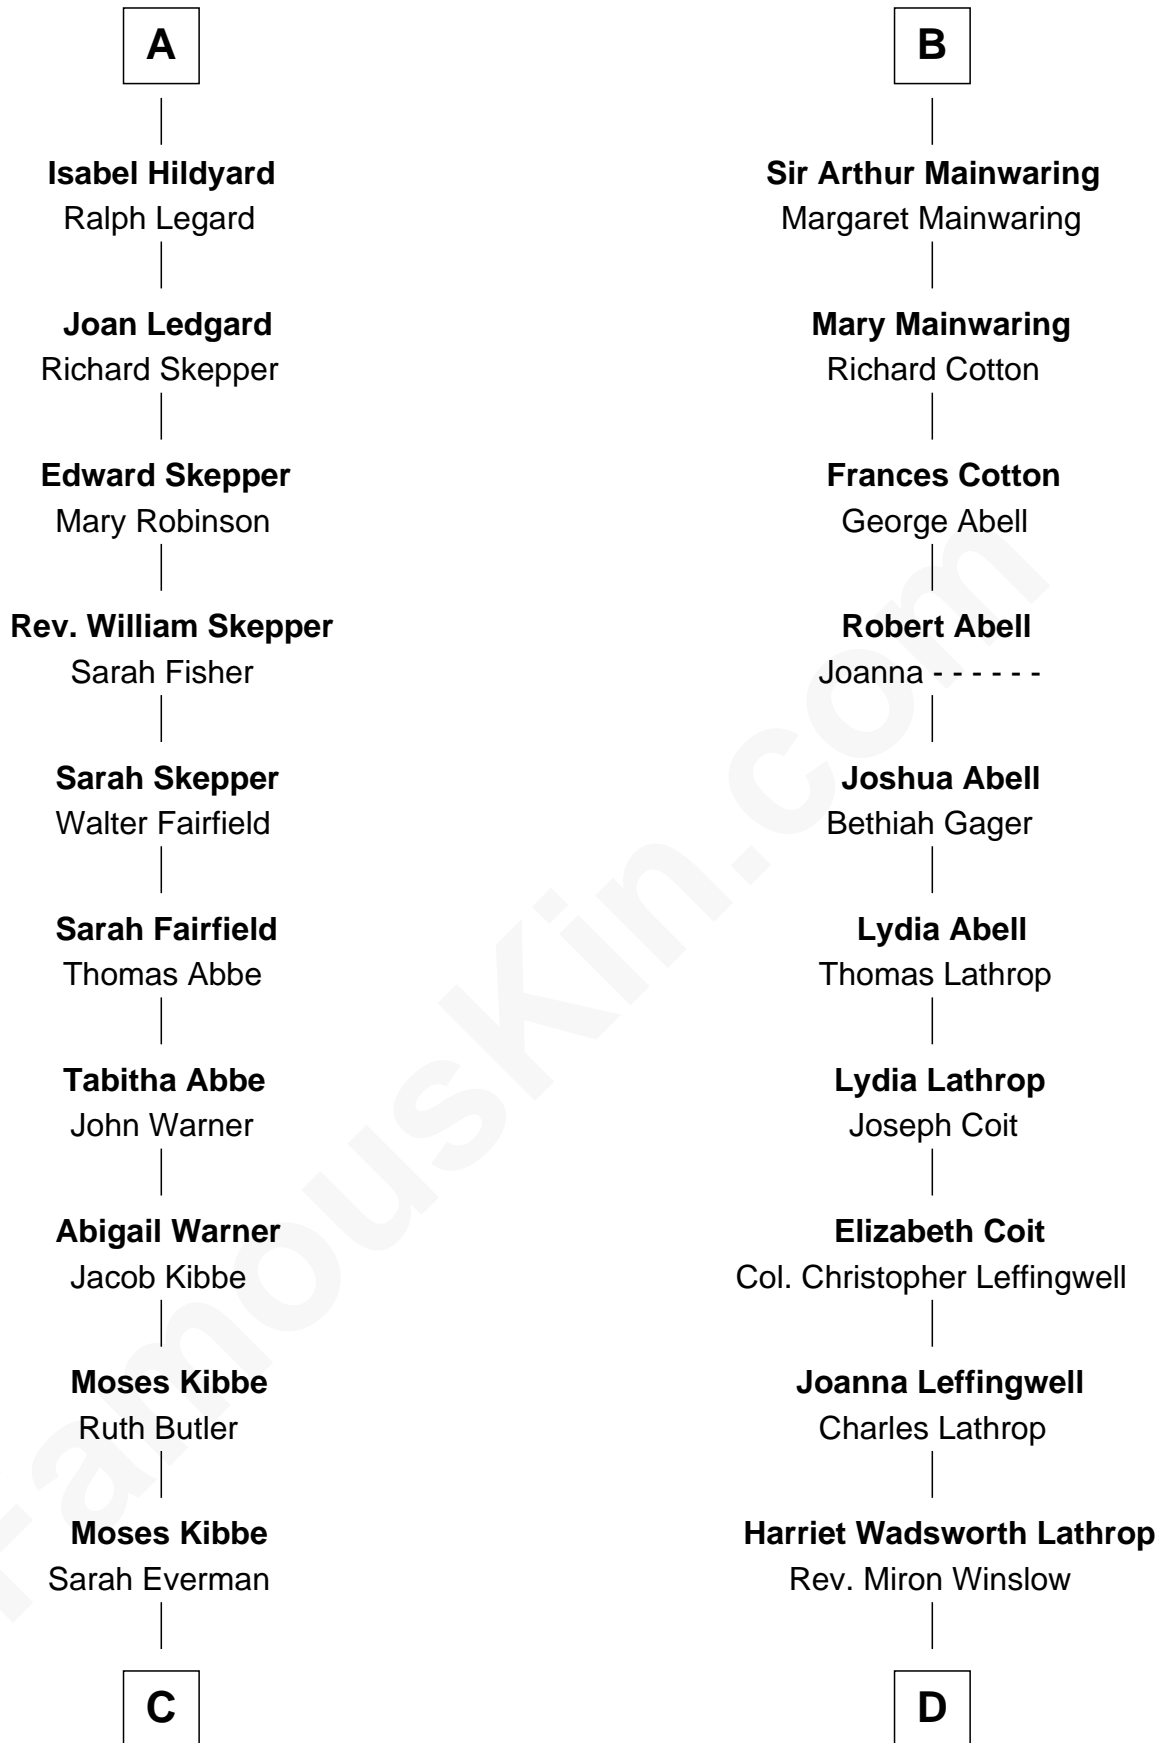 A
Isabel Hildyard
Ralph Legard
Joan Ledgard
Richard Skepper
Edward Skepper
Mary Robinson
Rev. William Skepper
Sarah Fisher
Sarah Skepper
Walter Fairfield
Sarah Fairfield
Thomas Abbe
Tabitha Abbe
John Warner
Abigail Warner
Jacob Kibbe
Moses Kibbe
Ruth Butler
Moses Kibbe
Sarah Everman
C
B
Sir Arthur Mainwaring
Margaret Mainwaring
Mary Mainwaring
Richard Cotton
Frances Cotton
George Abell
Robert Abell
Joanna - - - - - -
Joshua Abell
Bethiah Gager
Lydia Abell
Thomas Lathrop
Lydia Lathrop
Joseph Coit
Elizabeth Coit
Col. Christopher Leffingwell
Joanna Leffingwell
Charles Lathrop
Harriet Wadsworth Lathrop
Rev. Miron Winslow
D
FamousKin.com